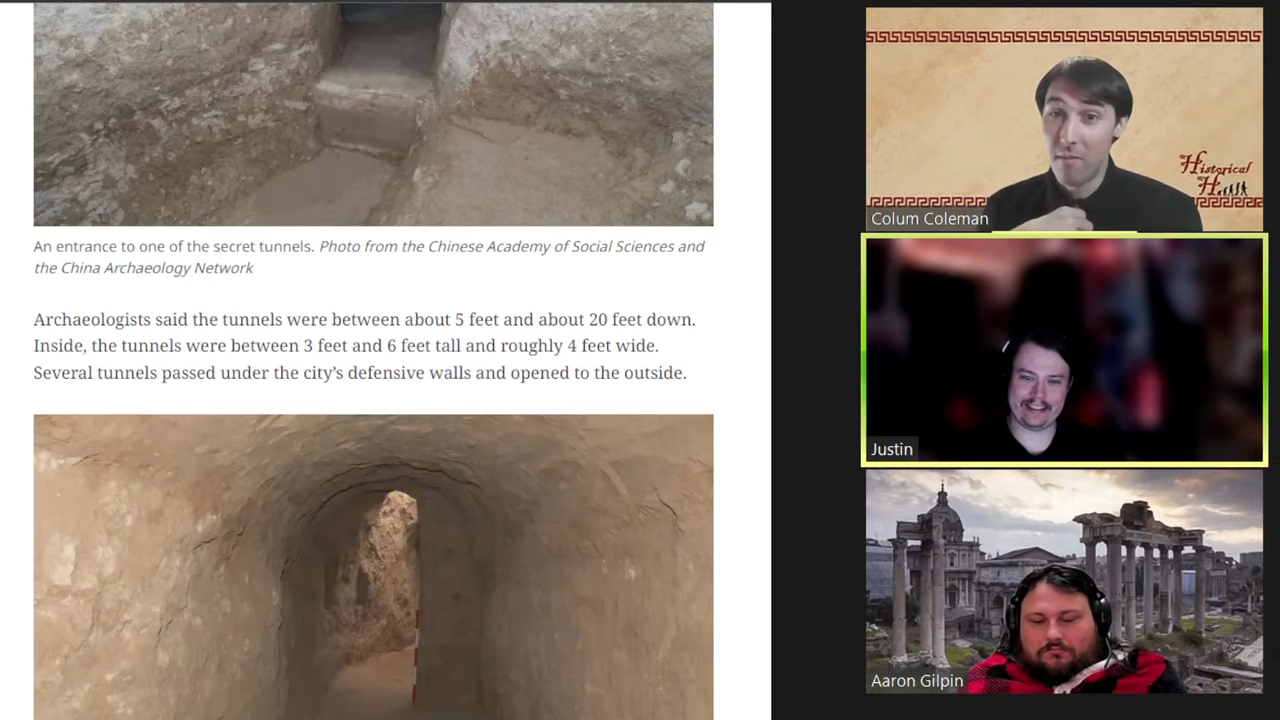 An entrance to one of the secret tunnels. Photo from the Chinese Academy of Social Sciences and
the China Archaeology Network
Archaeologists said the tunnels were between about 5 feet and about 20 feet down.
Inside, the tunnels were between 3 feet and 6 feet tall and roughly 4 feet wide.
Several tunnels passed under the city’s defensive walls and opened to the outside.
Historical
H
Colum Coleman
Justin
Aaron Gilpin